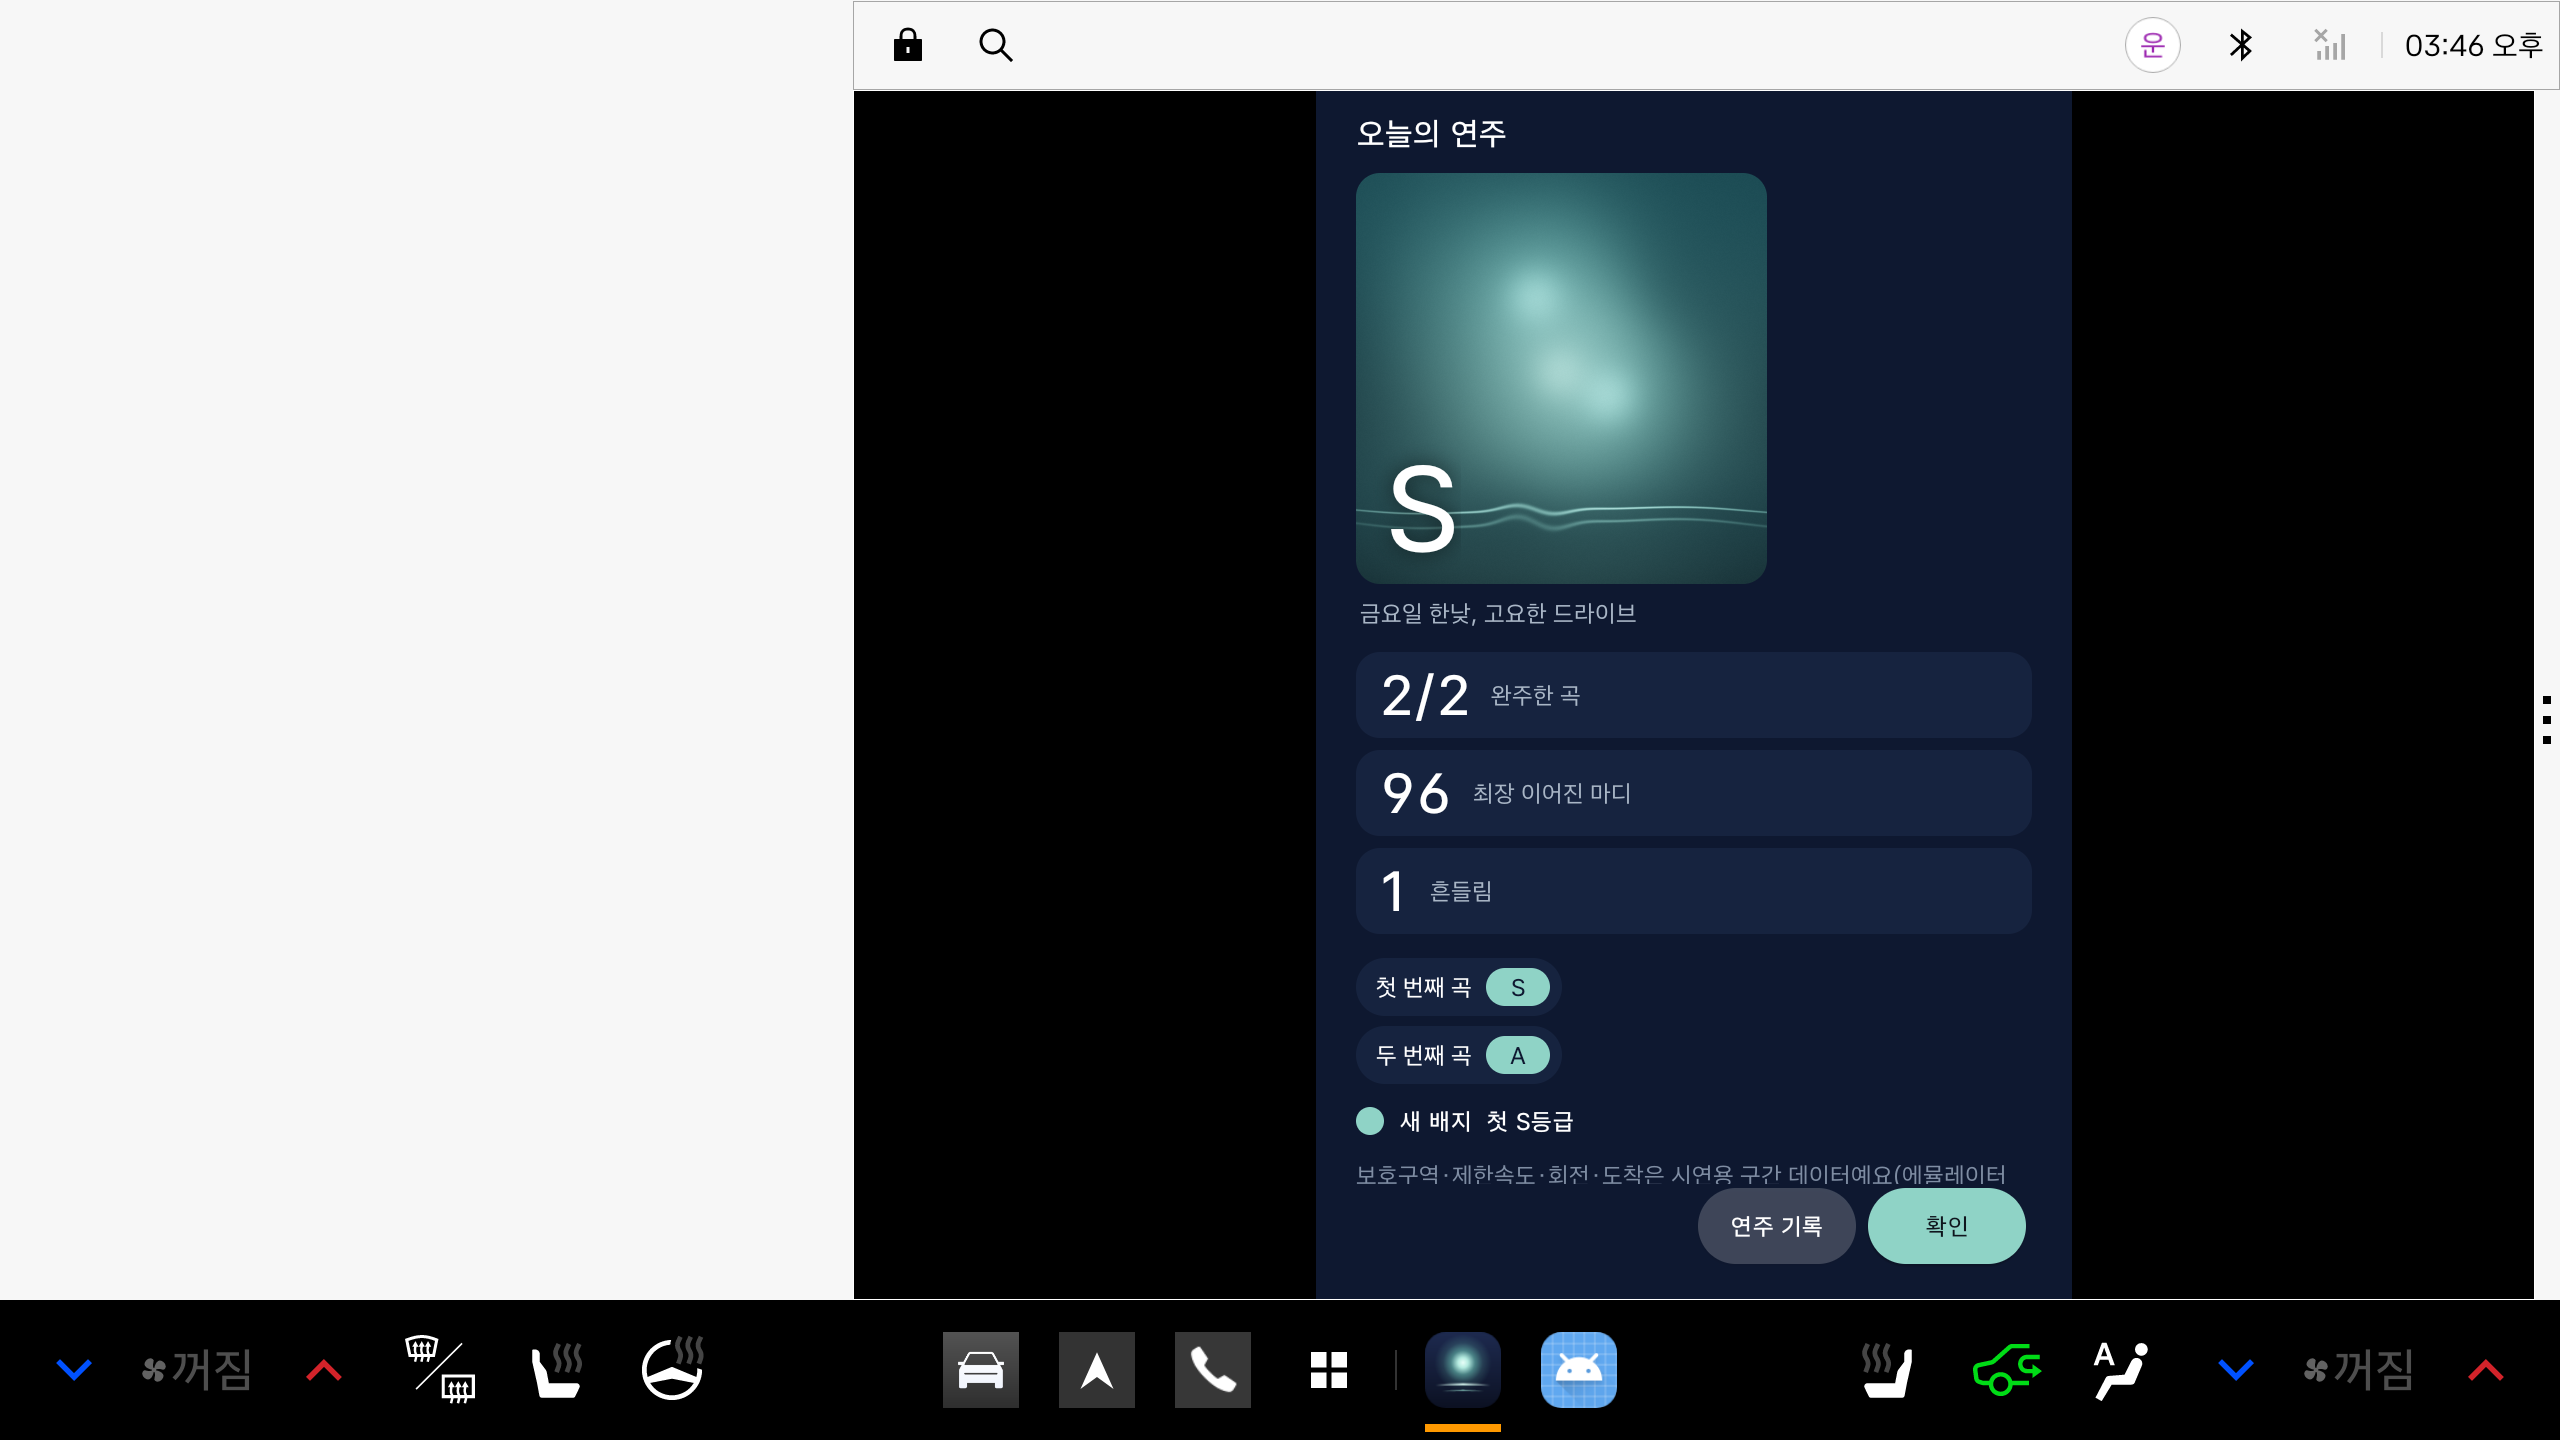 운
03:46 오후
오늘의 연주
S
금요일 한낮, 고요한 드라이브
2/2 완주한 곡
96 최장 이어진 마디
1 흔들림
첫 번째 곡 S
두 번째 곡 A
새 배지 첫 S등급
보호구역·제한속도·회전·도착은 시연용 구간 데이터예요(에뮬레이터
연주 기록
확인
꺼짐
A
꺼짐